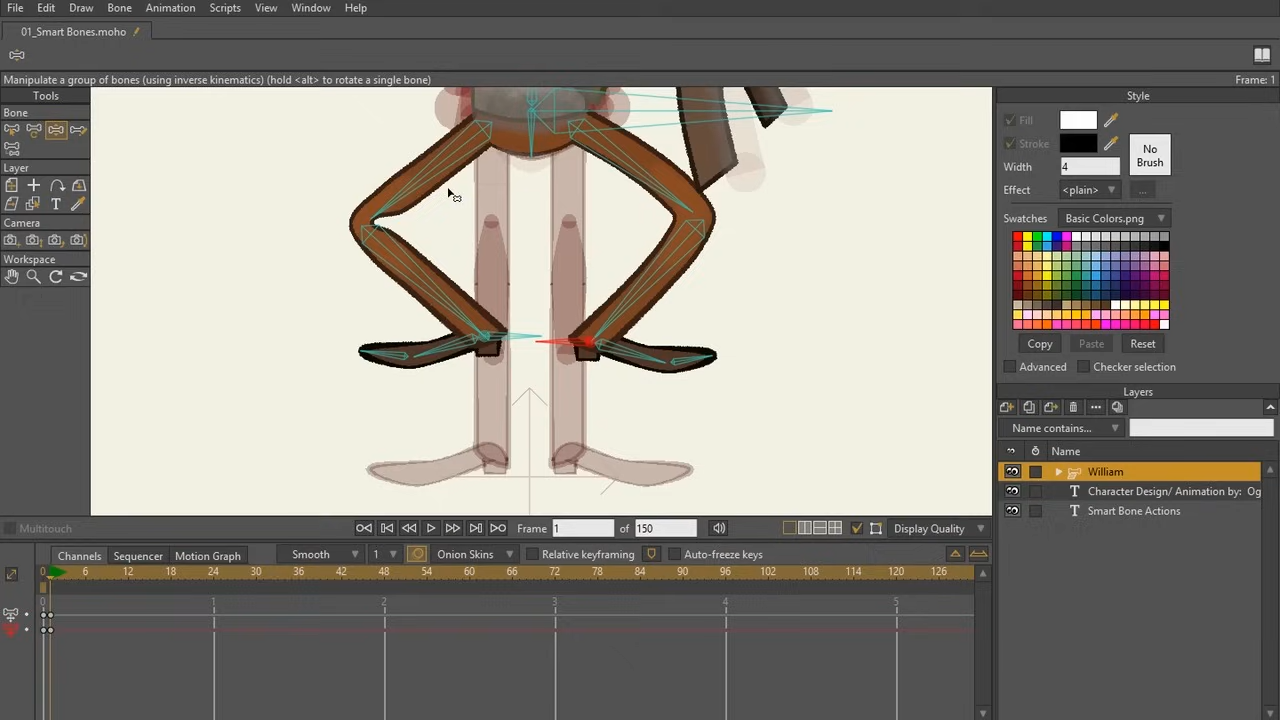 File Edit Draw Bone Animation Scripts View Window Help
01_Smart Bones.moho
Manipulate a group of bones (using inverse kinematics) (hold <alt> to rotate a single bone) Frame: 1
Tools
Bone
Layer
T
Camera
Workspace
Style
Fill
Stroke
No
Brush
Width 4
Effect <plain> ...
Swatches Basic Colors.png
Copy Paste Reset
Advanced Checker selection
Layers
Name contains...
Name
William
T Character Design/ Animation by: Og
T Smart Bone Actions
Multitouch Frame 1 of 150 Display Quality
Channels Sequencer Motion Graph Smooth 1 Onion Skins Relative keyframing Auto-freeze keys
0 6 12 18 24 30 36 42 48 54 60 66 72 78 84 90 96 102 108 114 120 126
0 1 2 3 4 5